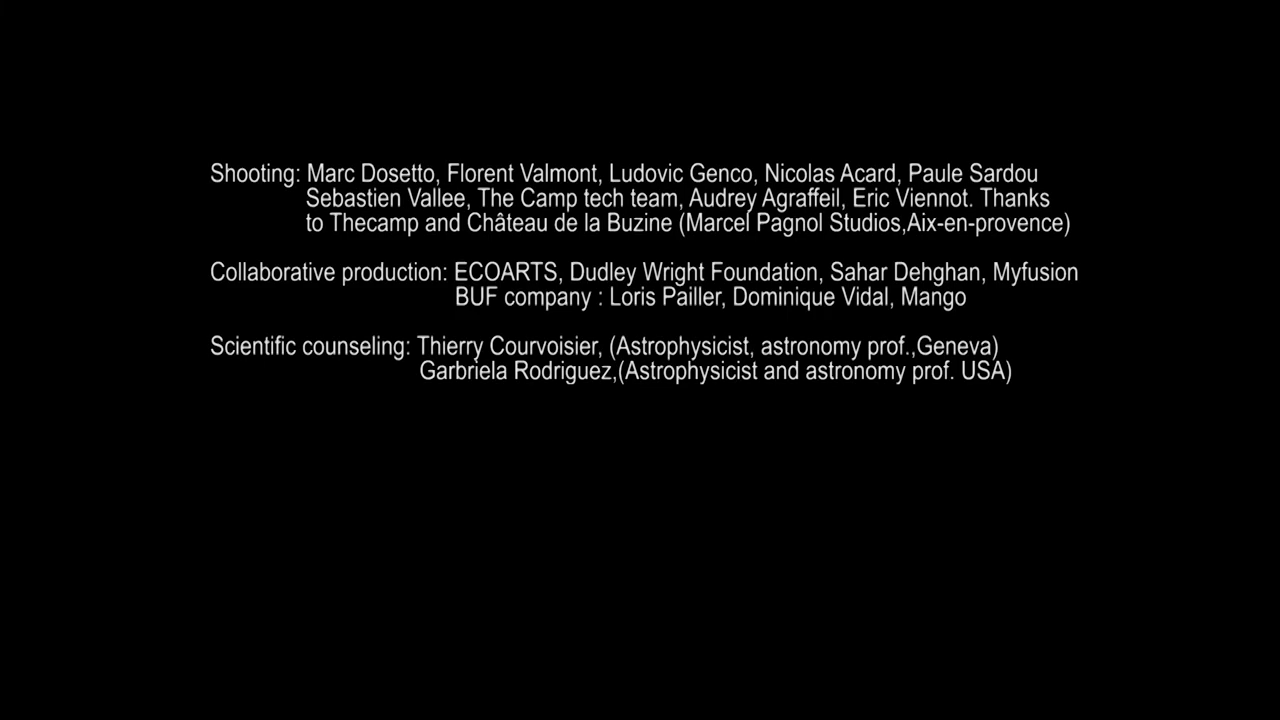 Shooting: Marc Dosetto, Florent Valmont, Ludovic Genco, Nicolas Acard, Paule Sardou
Sebastien Vallee, The Camp tech team, Audrey Agraffeil, Eric Viennot. Thanks
to Thecamp and Château de la Buzine (Marcel Pagnol Studios,Aix-en-provence)
Collaborative production: ECOARTS, Dudley Wright Foundation, Sahar Dehghan, Myfusion
BUF company : Loris Pailler, Dominique Vidal, Mango
Scientific counseling: Thierry Courvoisier, (Astrophysicist, astronomy prof.,Geneva)
Garbriela Rodriguez,(Astrophysicist and astronomy prof. USA)